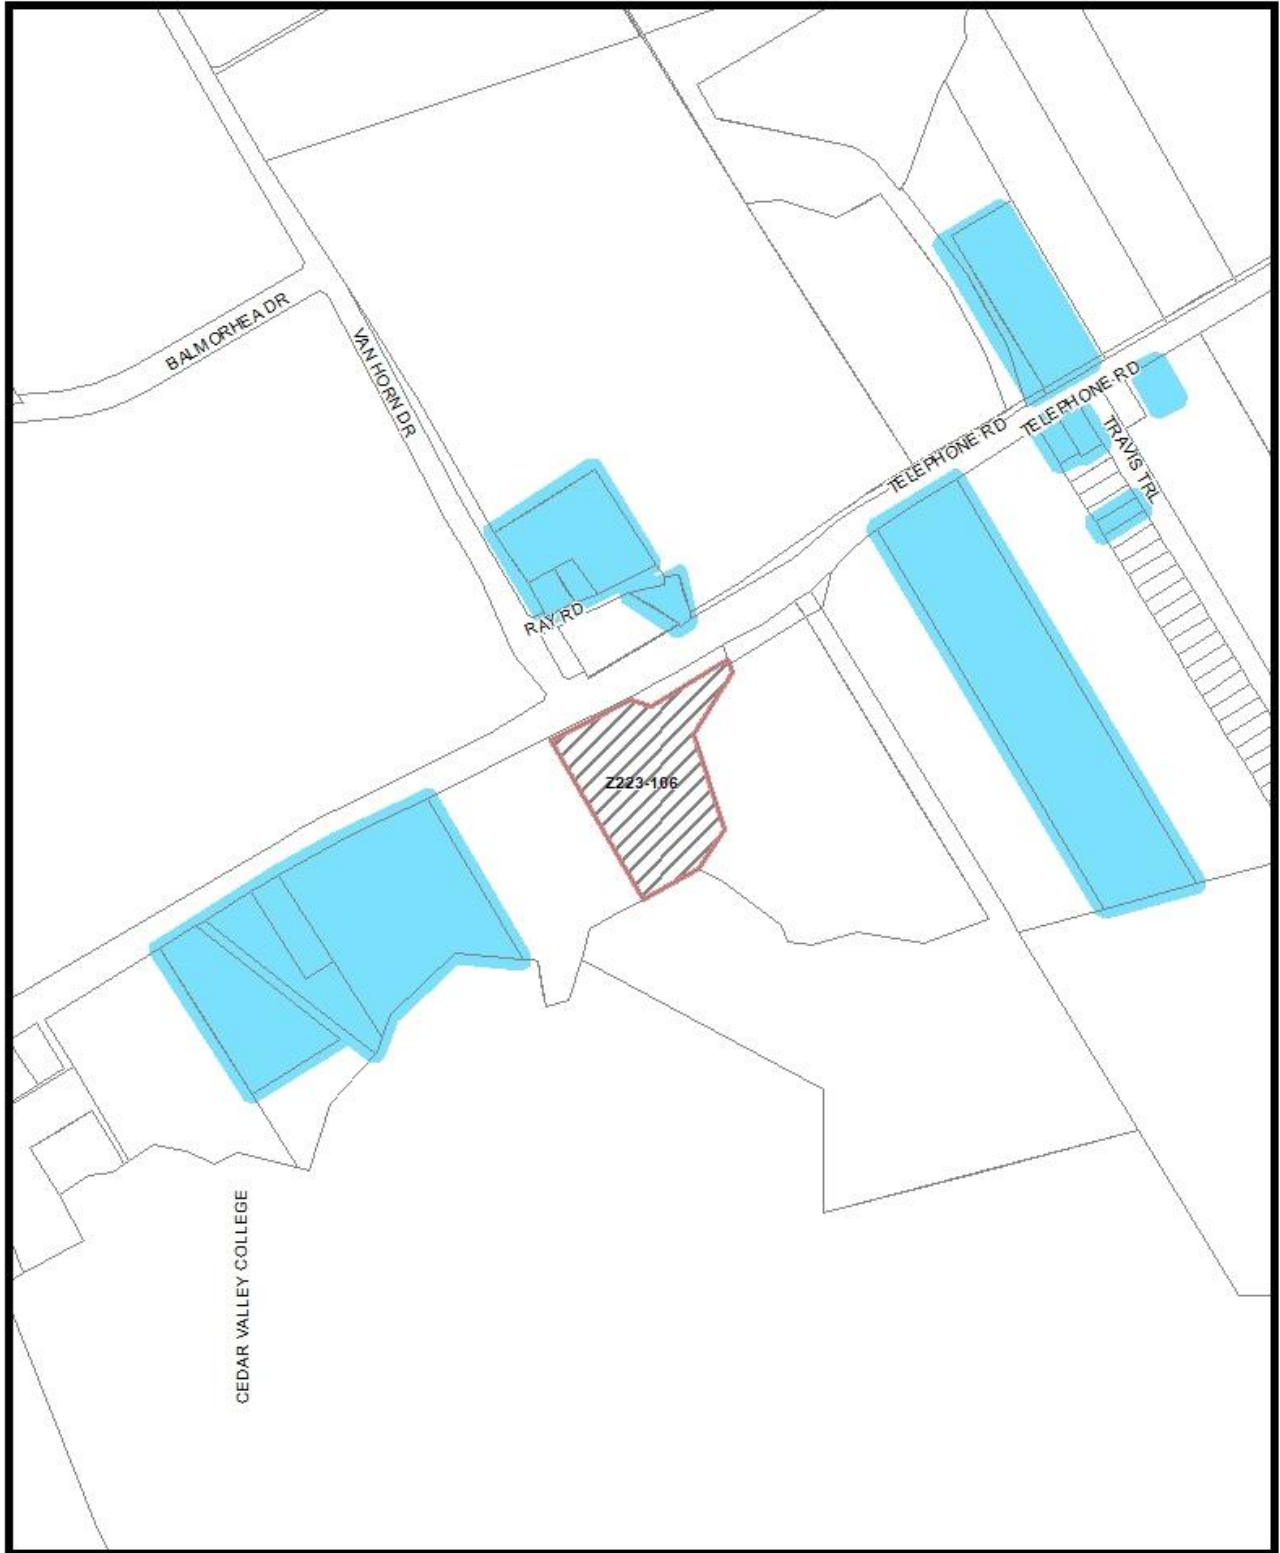 BALMORHEA DR
VAN HORN DR
TELEPHONE RD
TELEPHONE RD
TRAVIS TRL
RAY RD
Z223-106
CEDAR VALLEY COLLEGE